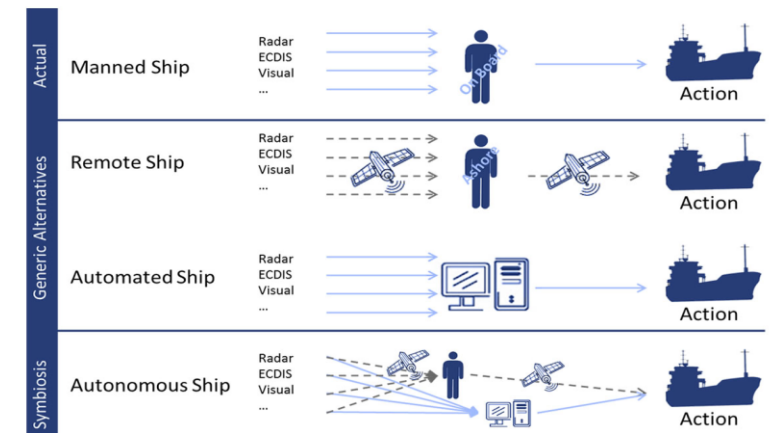 Actual
Manned Ship
Radar
ECDIS
Visual
...
On Board
Action
Generic Alternatives
Remote Ship
Radar
ECDIS
Visual
...
Ashore
Action
Automated Ship
Radar
ECDIS
Visual
...
Action
Symbiosis
Autonomous Ship
Radar
ECDIS
Visual
...
Action